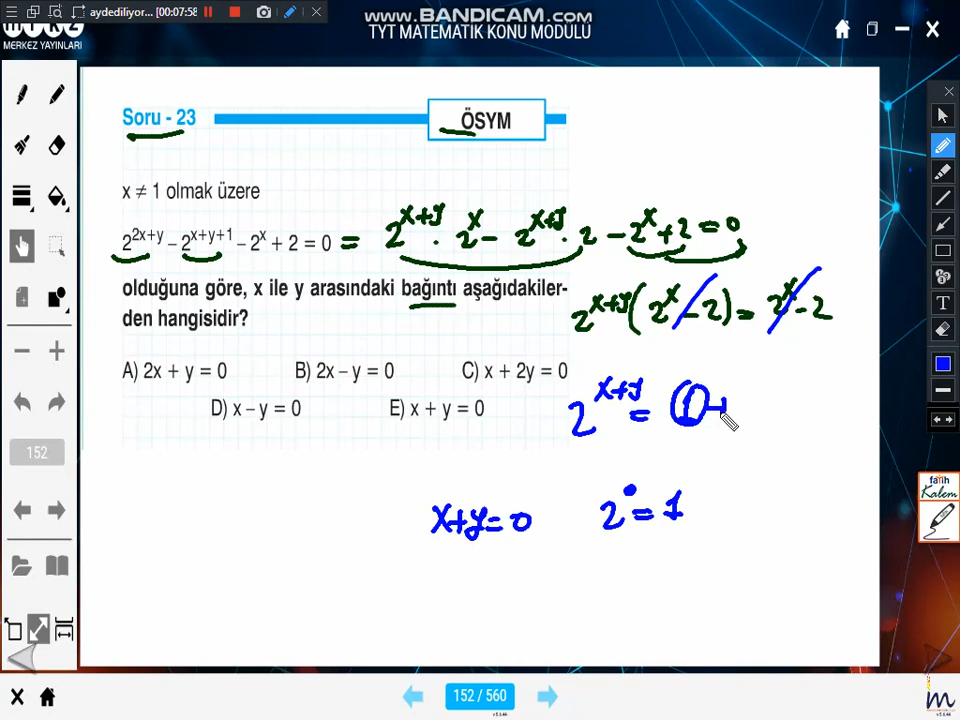 aydediliyor... [00:07:58]
www.BANDICAM.com
MERKEZ YAYINLARI
TYT MATEMATİK KONU MODULÜ
Soru - 23
ÖSYM
x ≠ 1 olmak üzere
2^{2x+y} − 2^{x+y+1} − 2^x + 2 = 0 = 2^{x+y} · 2^x − 2^{x+y} · 2 − 2^x + 2 = 0
olduğuna göre, x ile y arasındaki bağıntı aşağıdakiler-
den hangisidir?
2^{x+y} (2^x − 2) = 2^x − 2
A) 2x + y = 0 B) 2x − y = 0 C) x + 2y = 0
D) x − y = 0 E) x + y = 0
2^{x+y} = 1
x+y=0 2^0 = 1
152
T
fatih
Kalem
152 / 560